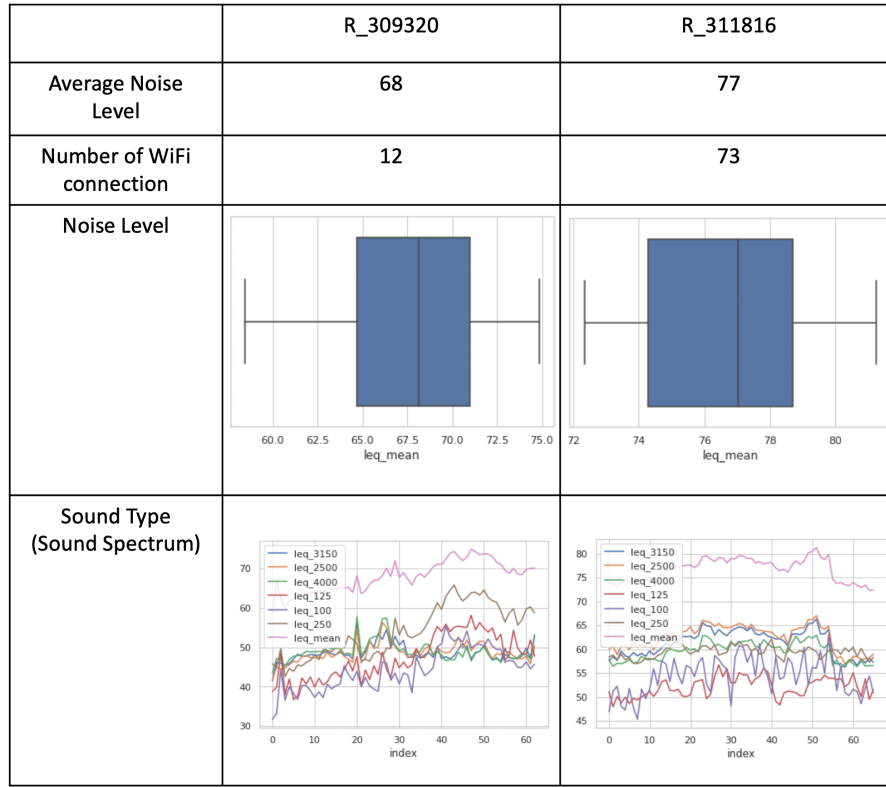 R_309320 R_311816
Average Noise
Level
68 77
Number of WiFi
connection
12 73
Noise Level
60.0 62.5 65.0 67.5 70.0 72.5 75.0
leq_mean
72 74 76 78 80
leq_mean
Sound Type
(Sound Spectrum)
leq_3150
leq_2500
leq_4000
leq_125
leq_100
leq_250
leq_mean
70
60
50
40
30
0 10 20 30 40 50 60
index
leq_3150
leq_2500
leq_4000
leq_125
leq_100
leq_250
leq_mean
80
75
70
65
60
55
50
45
0 10 20 30 40 50 60
index